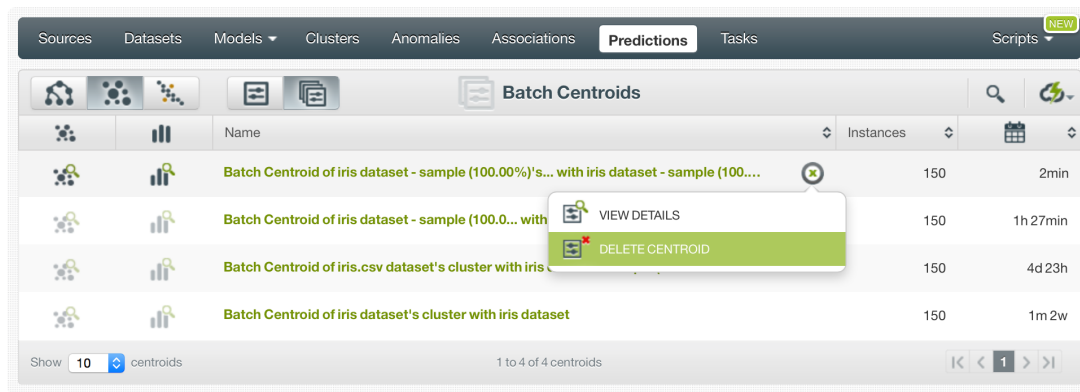 NEW
Sources Datasets Models Clusters Anomalies Associations Predictions Tasks Scripts
Batch Centroids
Name Instances
Batch Centroid of iris dataset - sample (100.00%)'s... with iris dataset - sample (100.... 150 2min
VIEW DETAILS
Batch Centroid of iris dataset - sample (100.0... with 150 1h 27min
DELETE CENTROID
Batch Centroid of iris.csv dataset's cluster with iris 150 4d 23h
Batch Centroid of iris dataset's cluster with iris dataset 150 1m 2w
Show 10 centroids 1 to 4 of 4 centroids 1